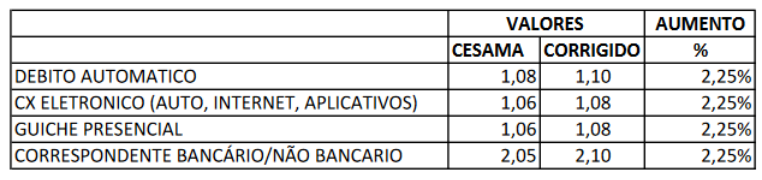 VALORES AUMENTO
CESAMA CORRIGIDO %
DEBITO AUTOMATICO 1,08 1,10 2,25%
CX ELETRONICO (AUTO, INTERNET, APLICATIVOS) 1,06 1,08 2,25%
GUICHE PRESENCIAL 1,06 1,08 2,25%
CORRESPONDENTE BANCÁRIO/NÃO BANCARIO 2,05 2,10 2,25%